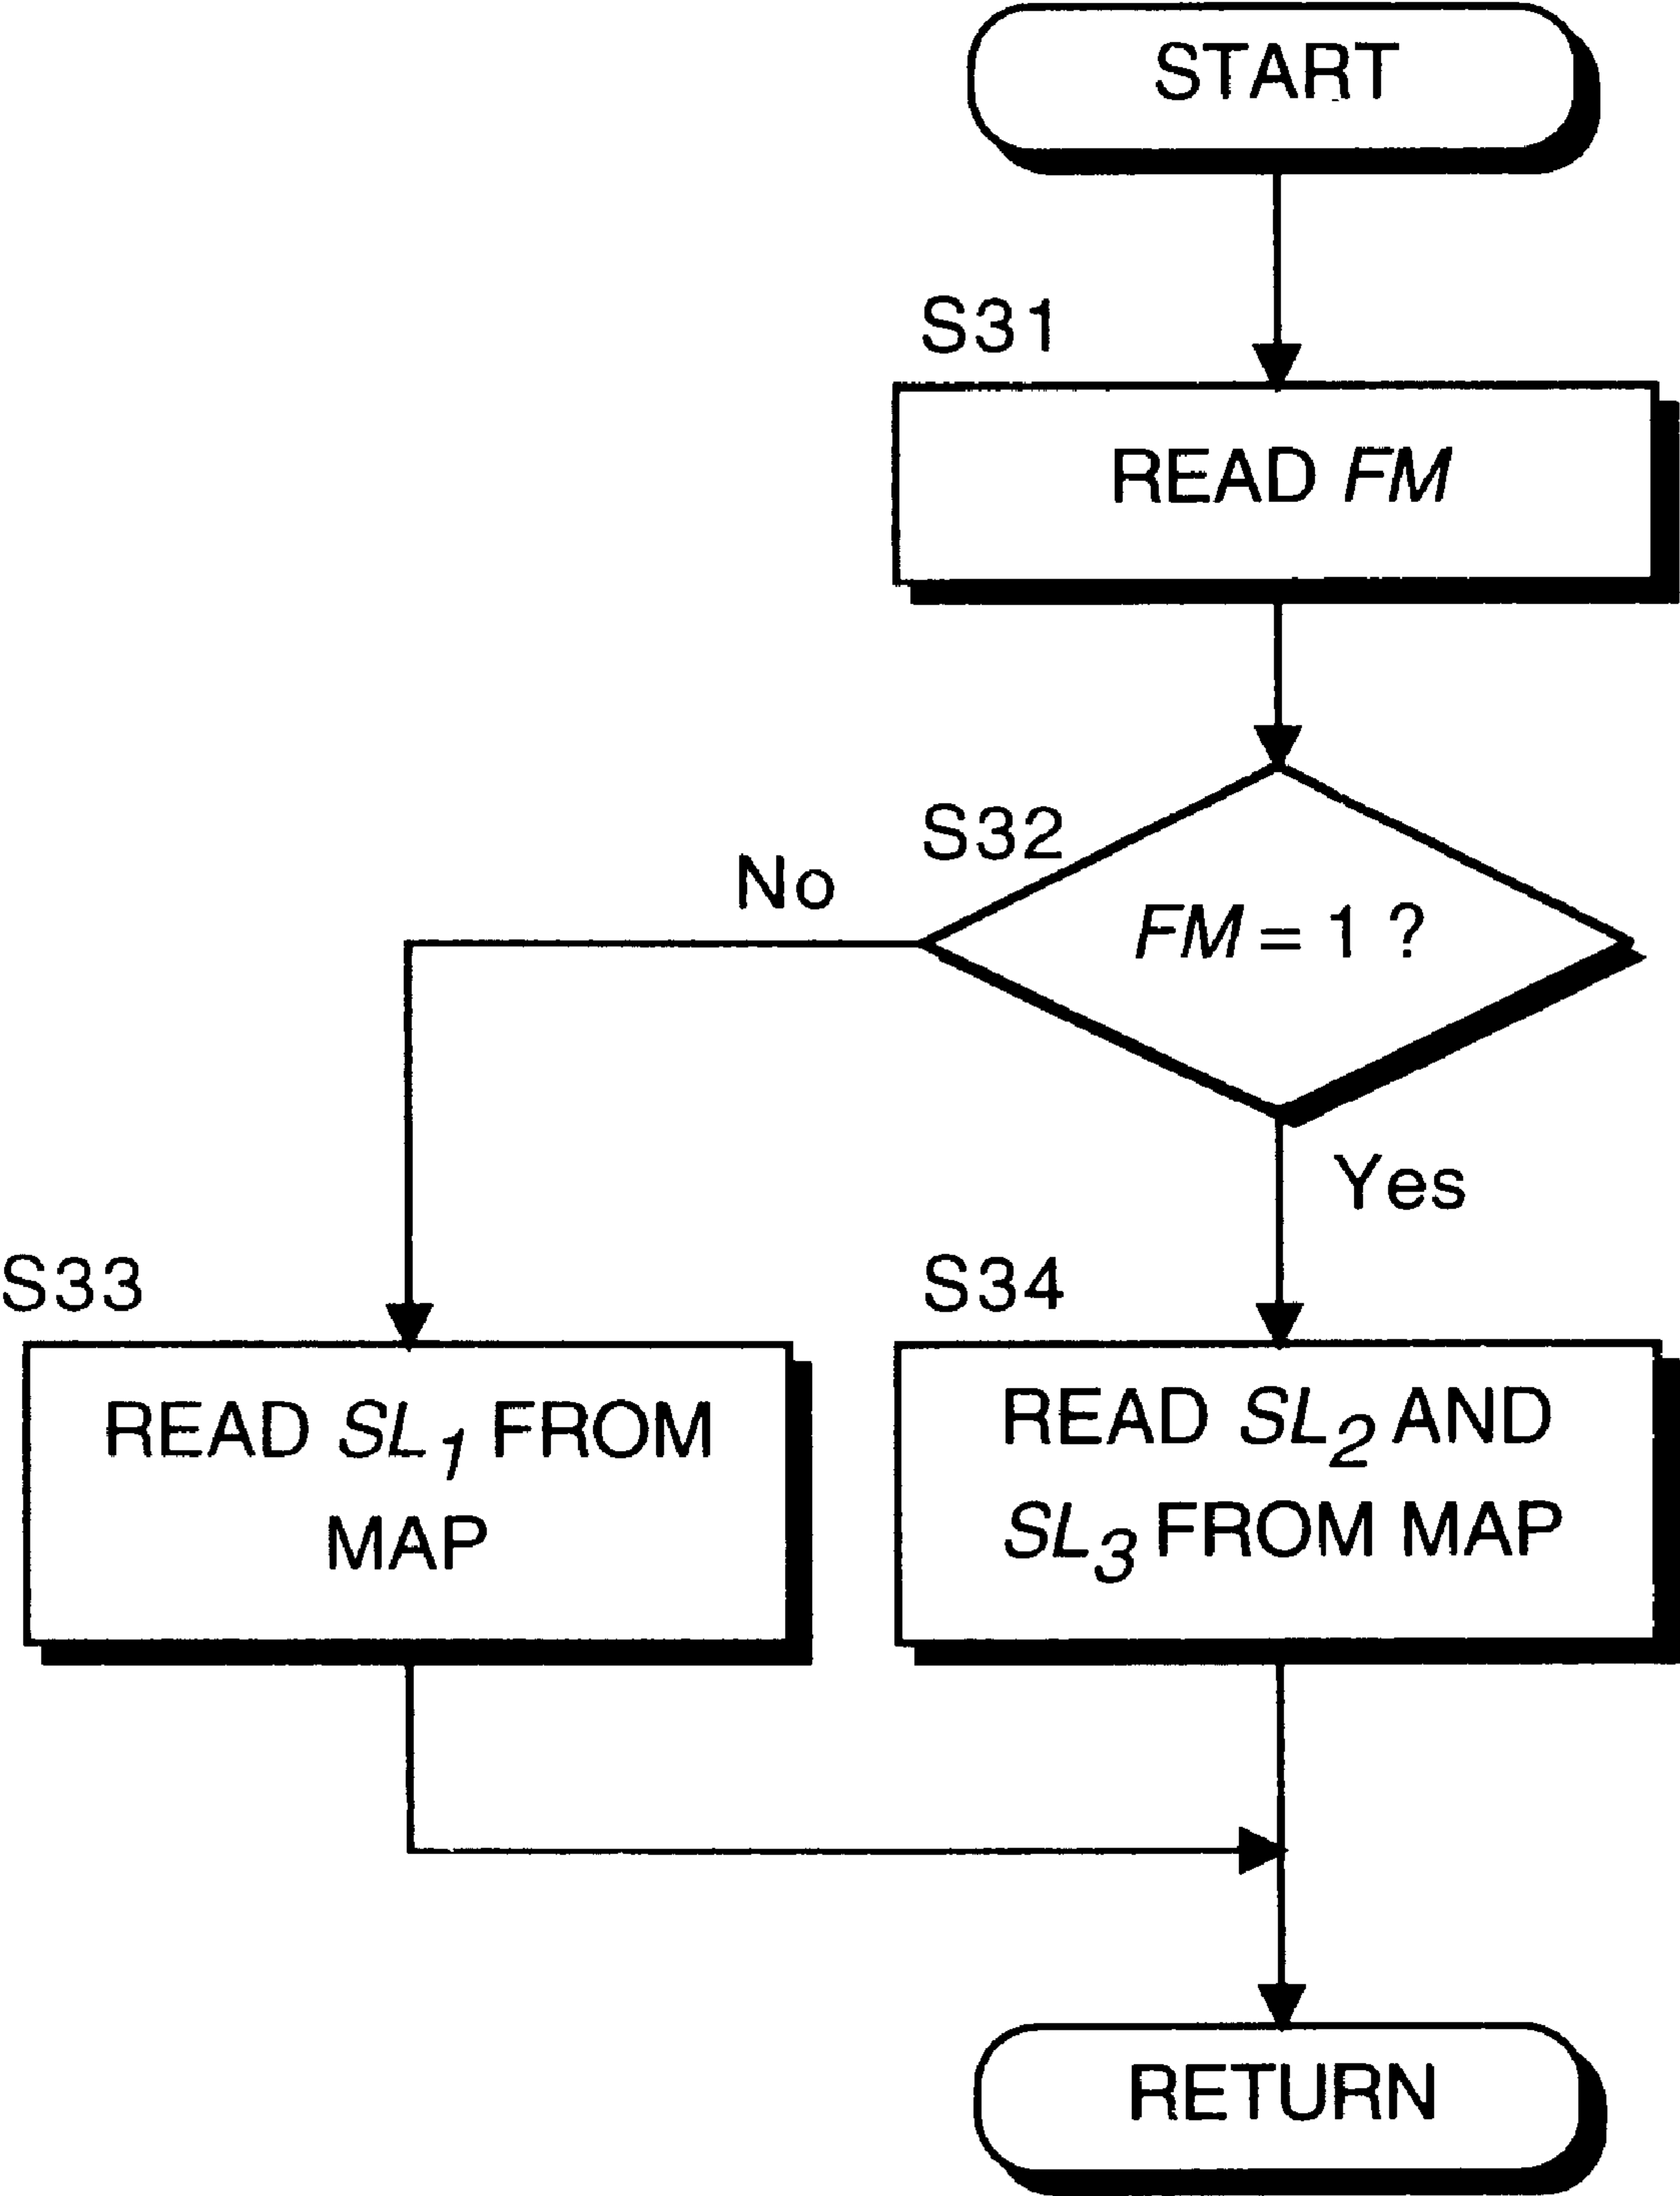 START
S31
READ FM
S32
No
FM = 1 ?
Yes
S33
READ SL1 FROM
MAP
S34
READ SL2 AND
SL3 FROM MAP
RETURN